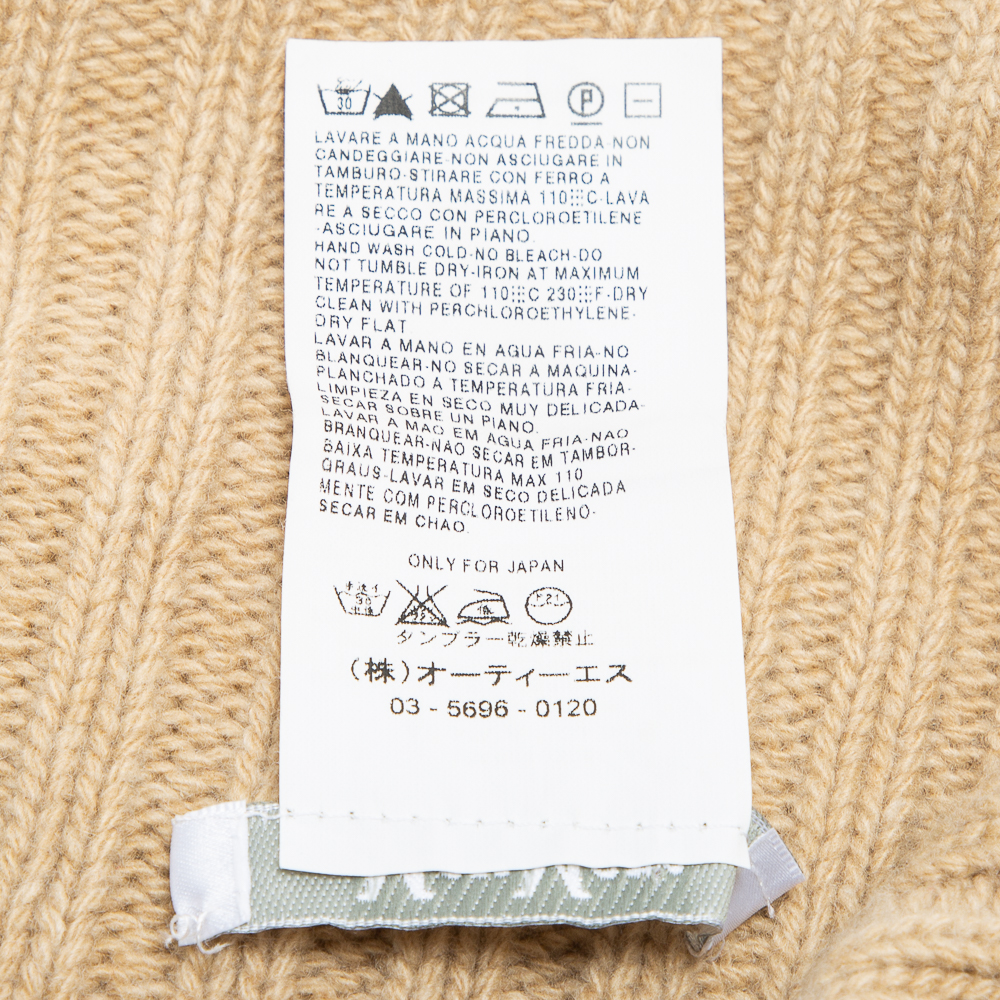 30
P
LAVARE A MANO ACQUA FREDDA-NON
CANDEGGIARE-NON ASCIUGARE IN
TAMBURO-STIRARE CON FERRO A
TEMPERATURA MASSIMA 110 C-LAVA
RE A SECCO CON PERCLOROETILENE
-ASCIUGARE IN PIANO.
HAND WASH COLD-NO BLEACH-DO
NOT TUMBLE DRY-IRON AT MAXIMUM
TEMPERATURE OF 110 C 230 F-DRY
CLEAN WITH PERCHLOROETHYLENE-
DRY FLAT.
LAVAR A MANO EN AGUA FRIA-NO
BLANQUEAR-NO SECAR A MAQUINA-
PLANCHADO A TEMPERATURA FRIA-
LIMPIEZA EN SECO MUY DELICADA-
SECAR SOBRE UN PIANO.
LAVAR A MAO EM AGUA FRIA-NAO
BRANQUEAR-NAO SECAR EM TAMBOR-
BAIXA TEMPERATURA MAX 110
GRAUS-LAVAR EM SECO DELICADA
MENTE COM PERCLOROETILENO-
SECAR EM CHAO.
ONLY FOR JAPAN
30
タンブラー乾燥禁止
(株)オーティーエス
03 - 5696 - 0120